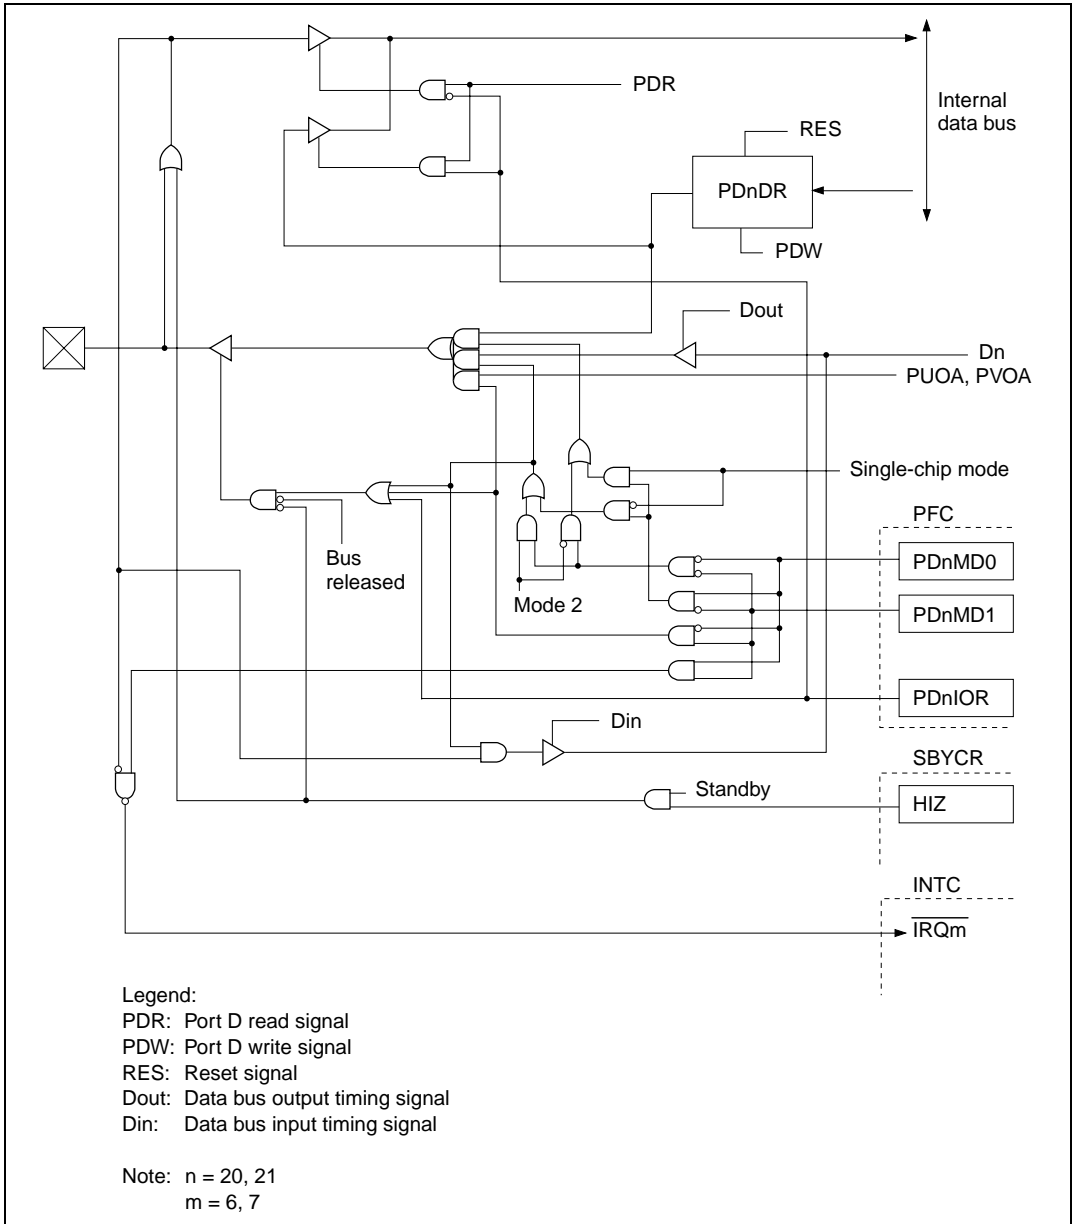 PDR
Internal
data bus
RES
PDnDR
PDW
Dout
Dn
PUOA, PVOA
Single-chip mode
PFC
Bus
released
Mode 2
PDnMD0
PDnMD1
PDnIOR
Din
SBYCR
Standby
HIZ
INTC
IRQm
Legend:
PDR: Port D read signal
PDW: Port D write signal
RES: Reset signal
Dout: Data bus output timing signal
Din: Data bus input timing signal
Note: n = 20, 21
m = 6, 7